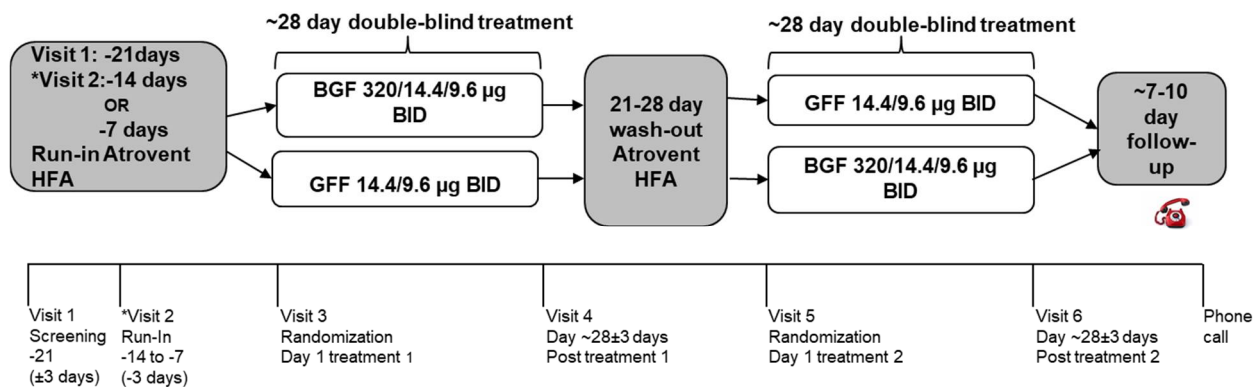 ~28 day double-blind treatment
~28 day double-blind treatment
Visit 1: -21days
*Visit 2:-14 days
OR
-7 days
Run-in Atrovent
HFA
BGF 320/14.4/9.6 µg
BID
GFF 14.4/9.6 µg BID
21-28 day
wash-out
Atrovent
HFA
GFF 14.4/9.6 µg BID
BGF 320/14.4/9.6 µg
BID
~7-10
day
follow-
up
Visit 1
Screening
-21
(±3 days)
*Visit 2
Run-In
-14 to -7
(-3 days)
Visit 3
Randomization
Day 1 treatment 1
Visit 4
Day ~28±3 days
Post treatment 1
Visit 5
Randomization
Day 1 treatment 2
Visit 6
Day ~28±3 days
Post treatment 2
Phone
call